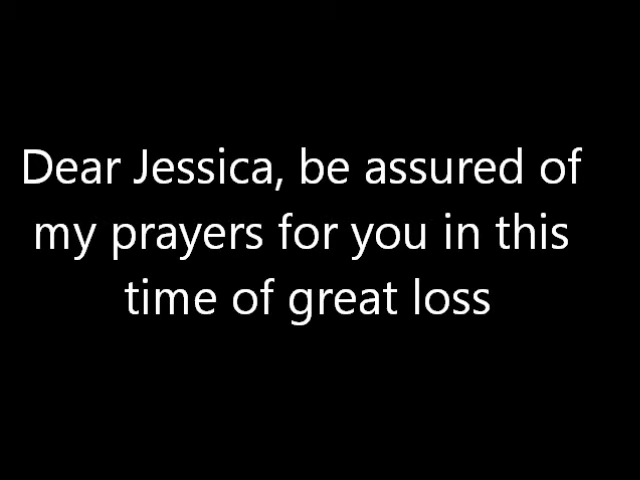 Dear Jessica, be assured of
my prayers for you in this
time of great loss